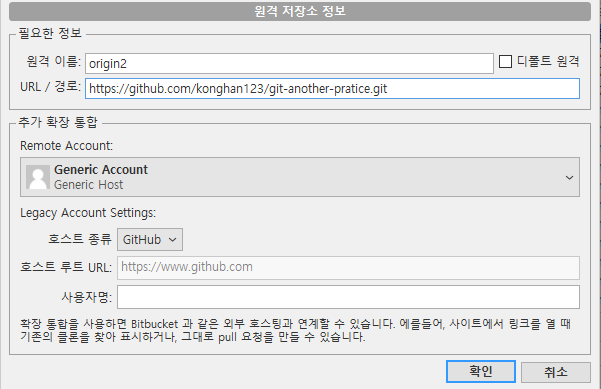 원격 저장소 정보
필요한 정보
원격 이름: origin2 디폴트 원격
URL / 경로: https://github.com/konghan123/git-another-pratice.git
추가 확장 통합
Remote Account:
Generic Account
Generic Host
Legacy Account Settings:
호스트 종류 GitHub
호스트 루트 URL: https://www.github.com
사용자명:
확장 통합을 사용하면 Bitbucket 과 같은 외부 호스팅과 연계할 수 있습니다. 예를들어, 사이트에서 링크를 열 때
기존의 클론을 찾아 표시하거나, 그대로 pull 요청을 만들 수 있습니다.
확인 취소